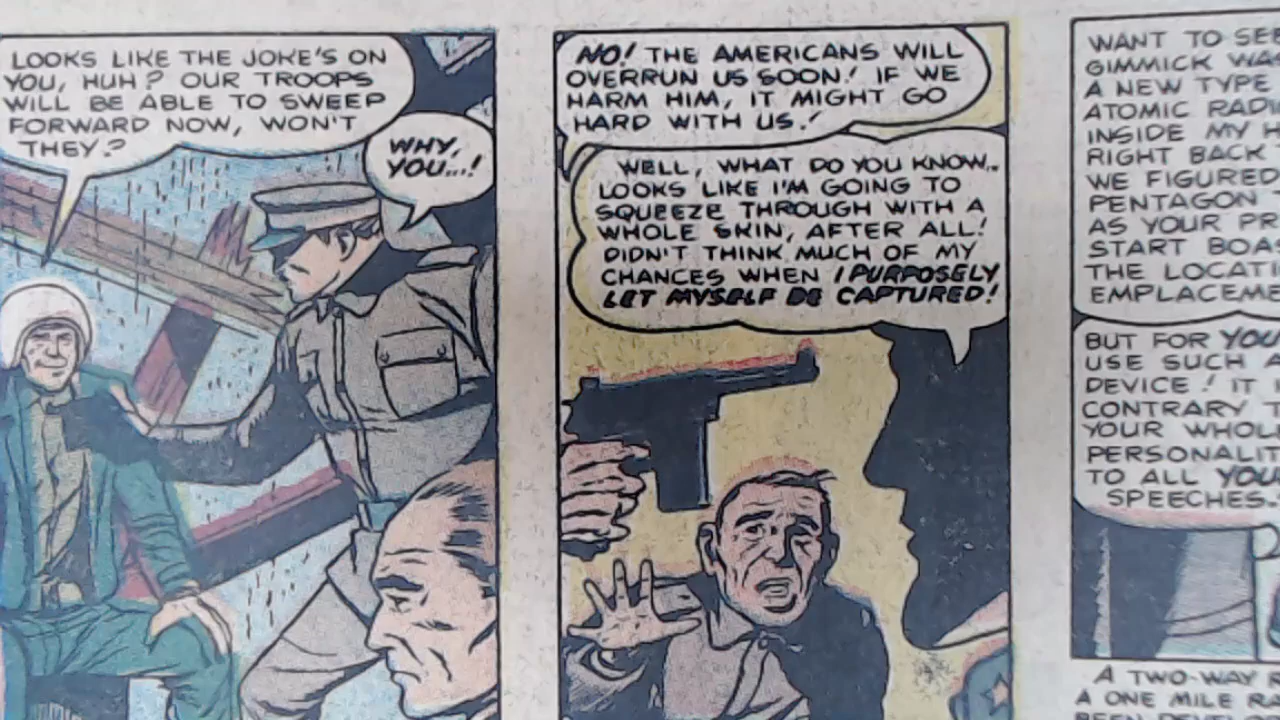 LOOKS LIKE THE JOKE'S ON
YOU, HUH? OUR TROOPS
WILL BE ABLE TO SWEEP
FORWARD NOW, WON'T
THEY?
WHY,
YOU...!
NO! THE AMERICANS WILL
OVERRUN US SOON! IF WE
HARM HIM, IT MIGHT GO
HARD WITH US!
WELL, WHAT DO YOU KNOW..
LOOKS LIKE I'M GOING TO
SQUEEZE THROUGH WITH A
WHOLE SKIN, AFTER ALL!
DIDN'T THINK MUCH OF MY
CHANCES WHEN I PURPOSELY
LET MYSELF BE CAPTURED!
WANT TO SEE
GIMMICK WAS
A NEW TYPE
ATOMIC RADI
INSIDE MY H
RIGHT BACK
WE FIGURED
PENTAGON
AS YOUR PR
START BOA
THE LOCATI
EMPLACEME
BUT FOR YOU
USE SUCH A
DEVICE! IT
CONTRARY T
YOUR WHOL
PERSONALIT
TO ALL YOU
SPEECHES.
A TWO-WAY R
A ONE MILE RA